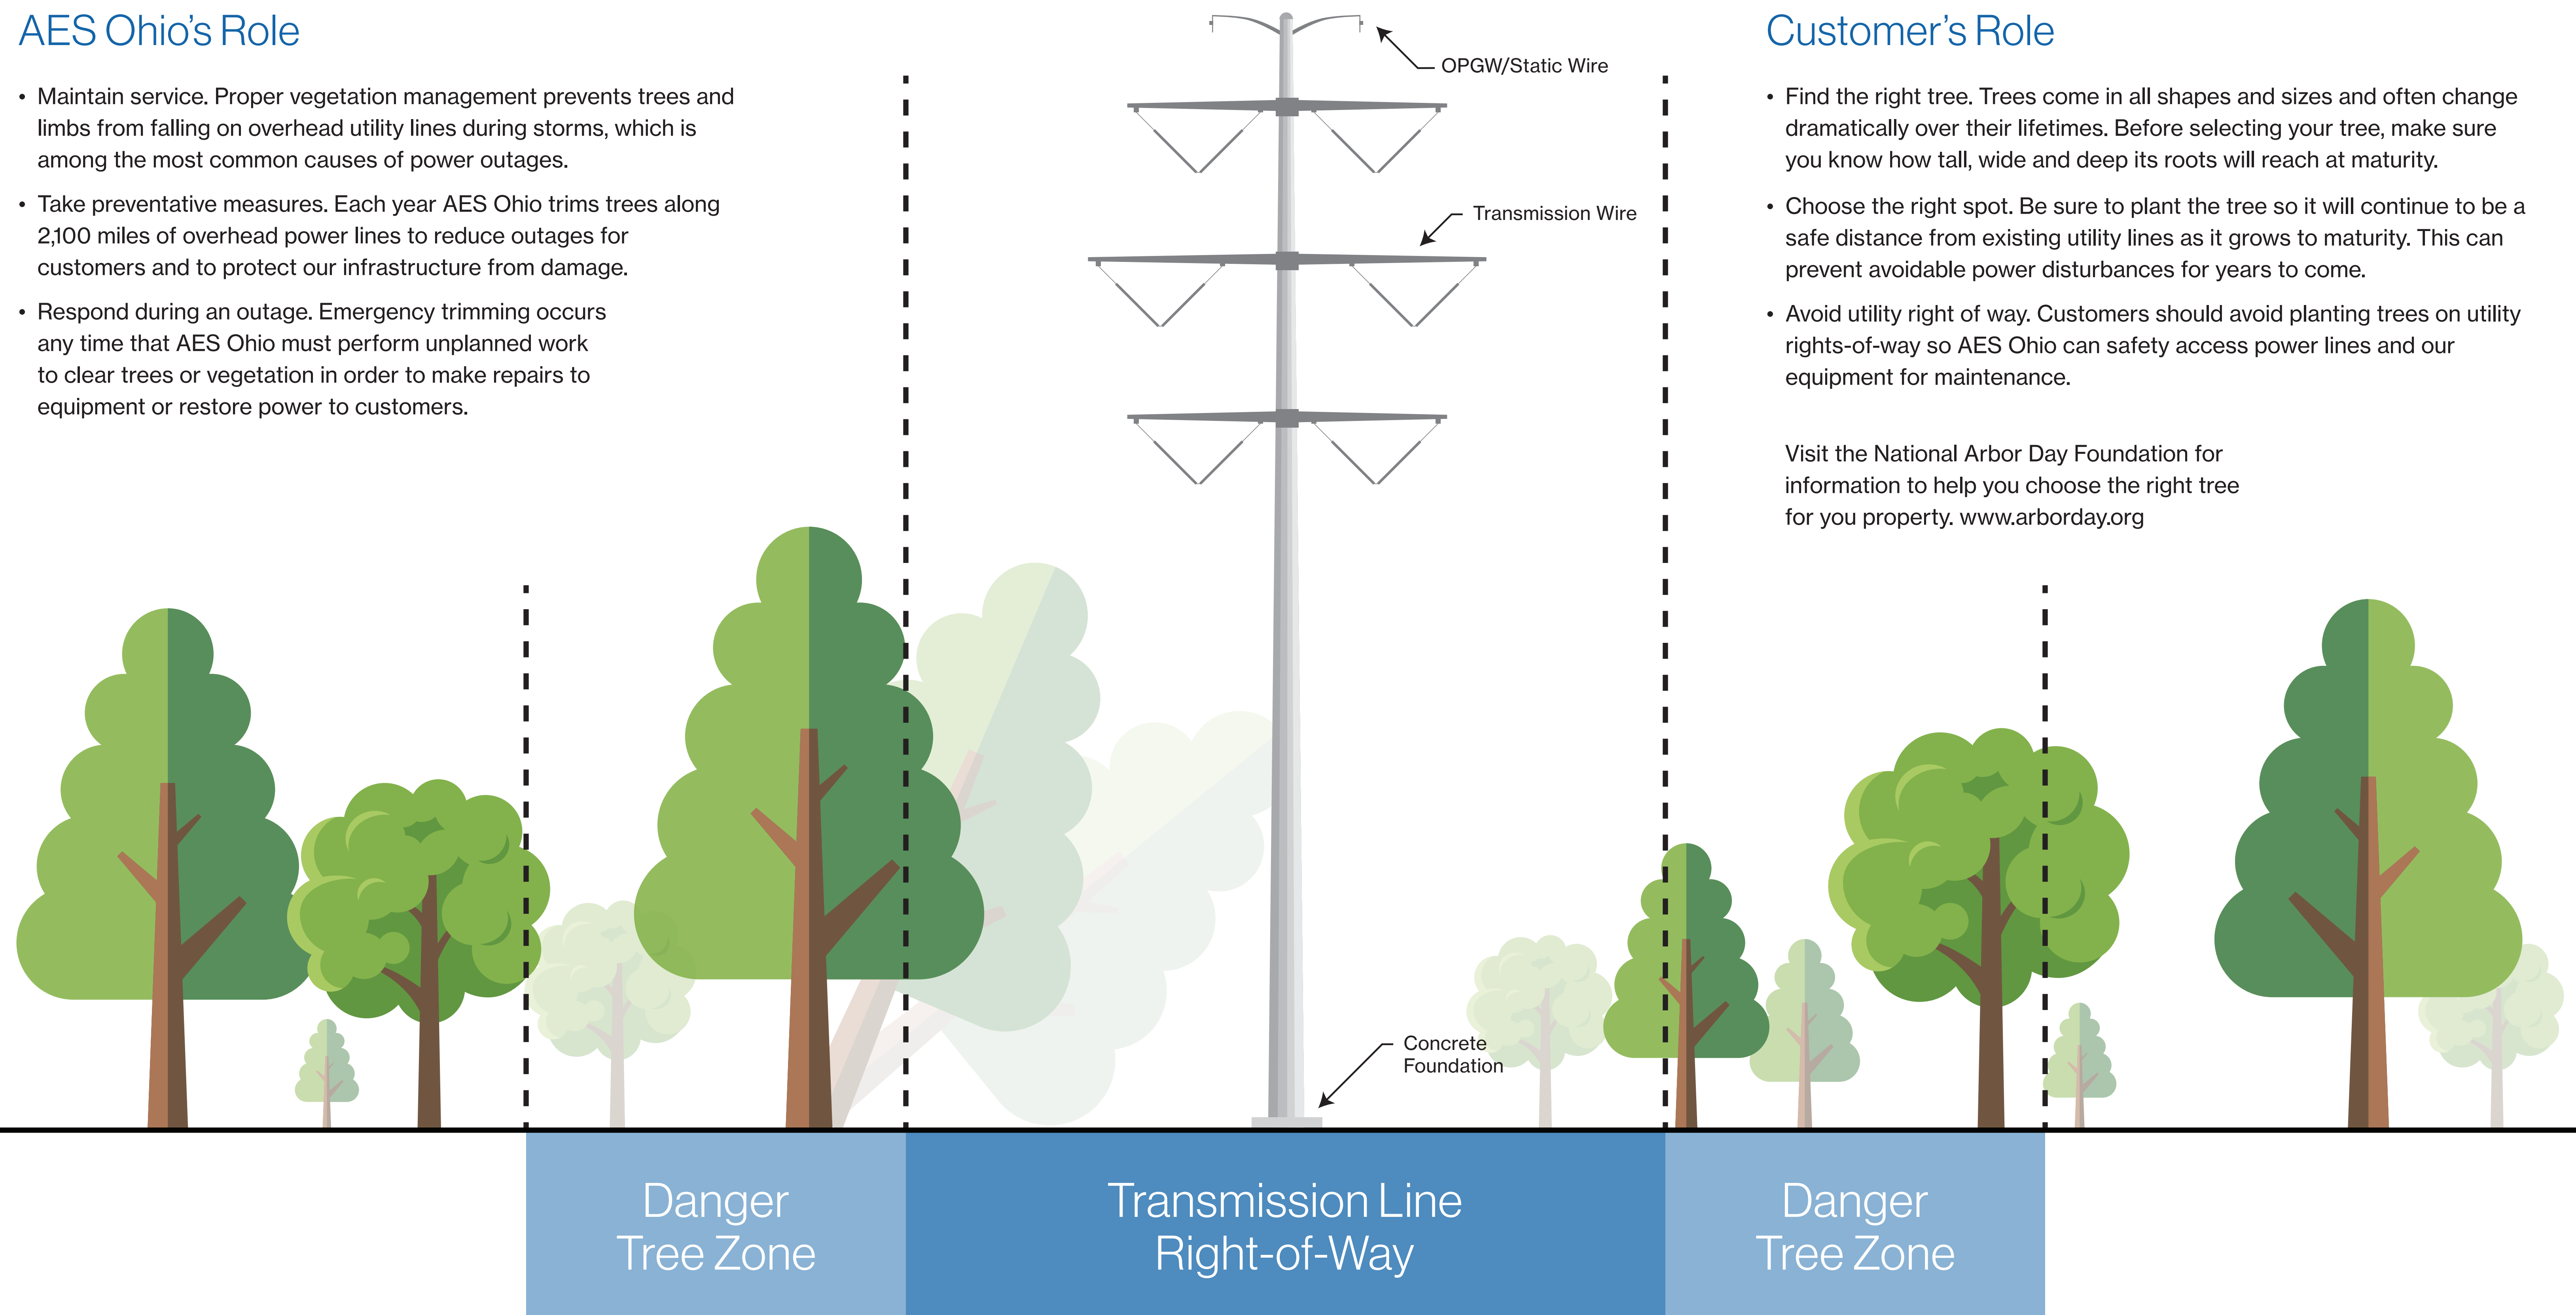 AES Ohio’s Role
• Maintain service. Proper vegetation management prevents trees and
limbs from falling on overhead utility lines during storms, which is
among the most common causes of power outages.
• Take preventative measures. Each year AES Ohio trims trees along
2,100 miles of overhead power lines to reduce outages for
customers and to protect our infrastructure from damage.
• Respond during an outage. Emergency trimming occurs
any time that AES Ohio must perform unplanned work
to clear trees or vegetation in order to make repairs to
equipment or restore power to customers.
OPGW/Static Wire
Transmission Wire
Concrete
Foundation
Customer’s Role
• Find the right tree. Trees come in all shapes and sizes and often change
dramatically over their lifetimes. Before selecting your tree, make sure
you know how tall, wide and deep its roots will reach at maturity.
• Choose the right spot. Be sure to plant the tree so it will continue to be a
safe distance from existing utility lines as it grows to maturity. This can
prevent avoidable power disturbances for years to come.
• Avoid utility right of way. Customers should avoid planting trees on utility
rights-of-way so AES Ohio can safety access power lines and our
equipment for maintenance.
Visit the National Arbor Day Foundation for
information to help you choose the right tree
for you property. www.arborday.org
Danger
Tree Zone
Transmission Line
Right-of-Way
Danger
Tree Zone